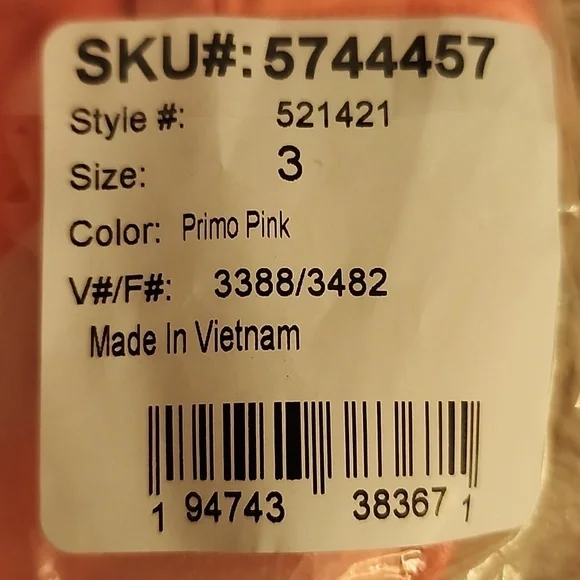 SKU#: 5744457
Style #: 521421
Size: 3
Color: Primo Pink
V#/F#: 3388/3482
Made In Vietnam
1 94743 38367 1